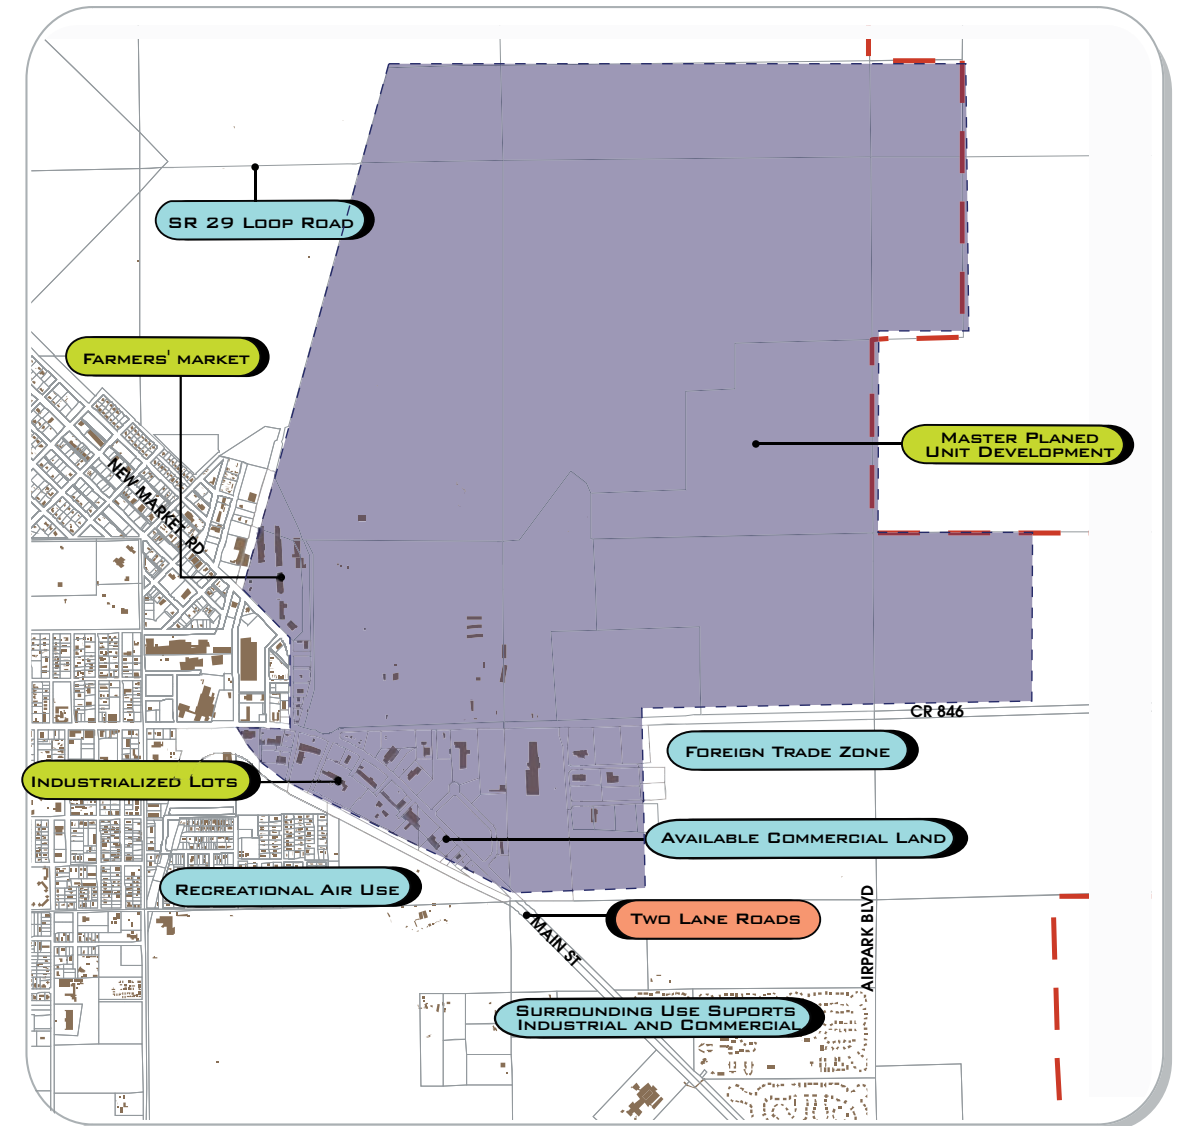 SR 29 LOOP ROAD
FARMERS' MARKET
MASTER PLANED
UNIT DEVELOPMENT
NEW MARKET RD
CR 846
FOREIGN TRADE ZONE
INDUSTRIALIZED LOTS
AVAILABLE COMMERCIAL LAND
RECREATIONAL AIR USE
TWO LANE ROADS
MAIN ST
AIRPARK BLVD
SURROUNDING USE SUPORTS
INDUSTRIAL AND COMMERCIAL